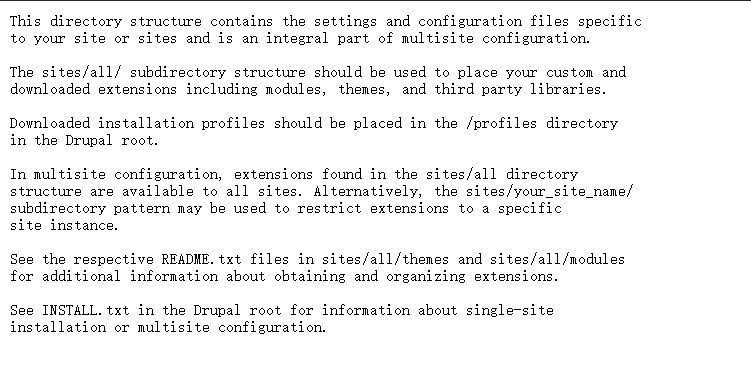 This directory structure contains the settings and configuration files specific
to your site or sites and is an integral part of multisite configuration.
The sites/all/ subdirectory structure should be used to place your custom and
downloaded extensions including modules, themes, and third party libraries.
Downloaded installation profiles should be placed in the /profiles directory
in the Drupal root.
In multisite configuration, extensions found in the sites/all directory
structure are available to all sites. Alternatively, the sites/your_site_name/
subdirectory pattern may be used to restrict extensions to a specific
site instance.
See the respective README.txt files in sites/all/themes and sites/all/modules
for additional information about obtaining and organizing extensions.
See INSTALL.txt in the Drupal root for information about single-site
installation or multisite configuration.